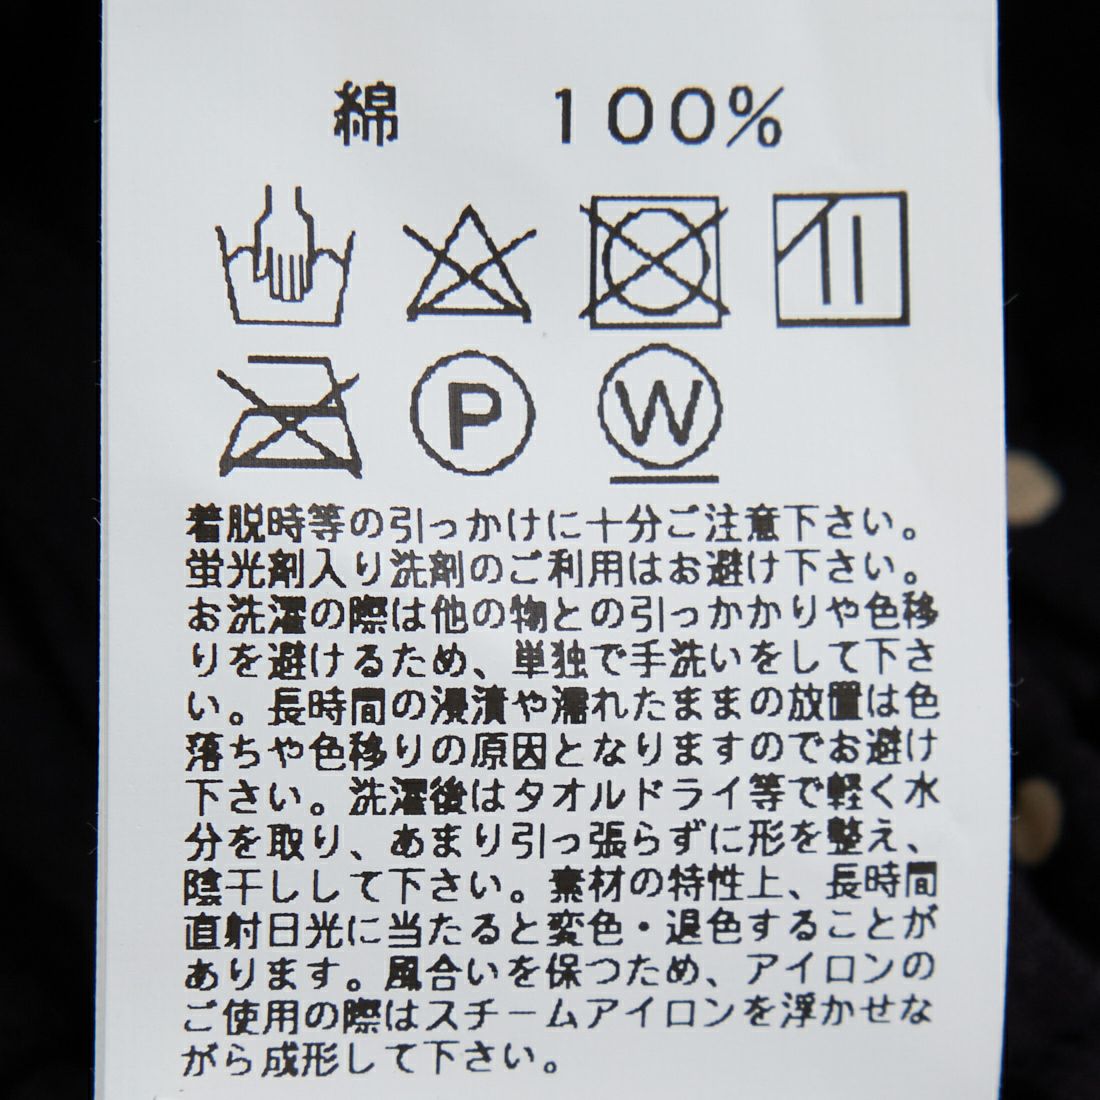 綿 100%
P W
着脱時等の引っかけに十分ご注意下さい。
蛍光剤入り洗剤のご利用はお避け下さい。
お洗濯の際は他の物との引っかかりや色移
りを避けるため、単独で手洗いをして下さ
い。長時間の浸漬や濡れたままの放置は色
落ちや色移りの原因となりますのでお避け
下さい。洗濯後はタオルドライ等で軽く水
分を取り、あまり引っ張らずに形を整え、
陰干しして下さい。素材の特性上、長時間
直射日光に当たると変色・退色することが
あります。風合いを保つため、アイロンの
ご使用の際はスチームアイロンを浮かせな
がら成形して下さい。